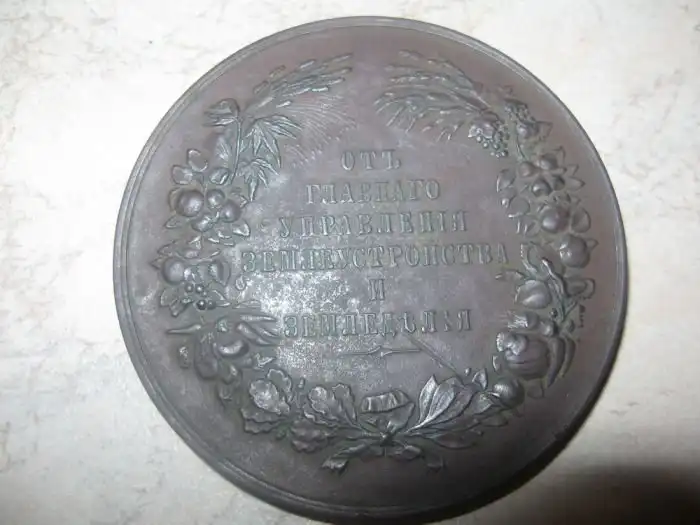 ОТЪ
ГЛАВНАГО
УПРАВЛЕНІЯ
ЗЕМЛЕУСТРОЙСТВА
И
ЗЕМЛЕДѢЛІЯ